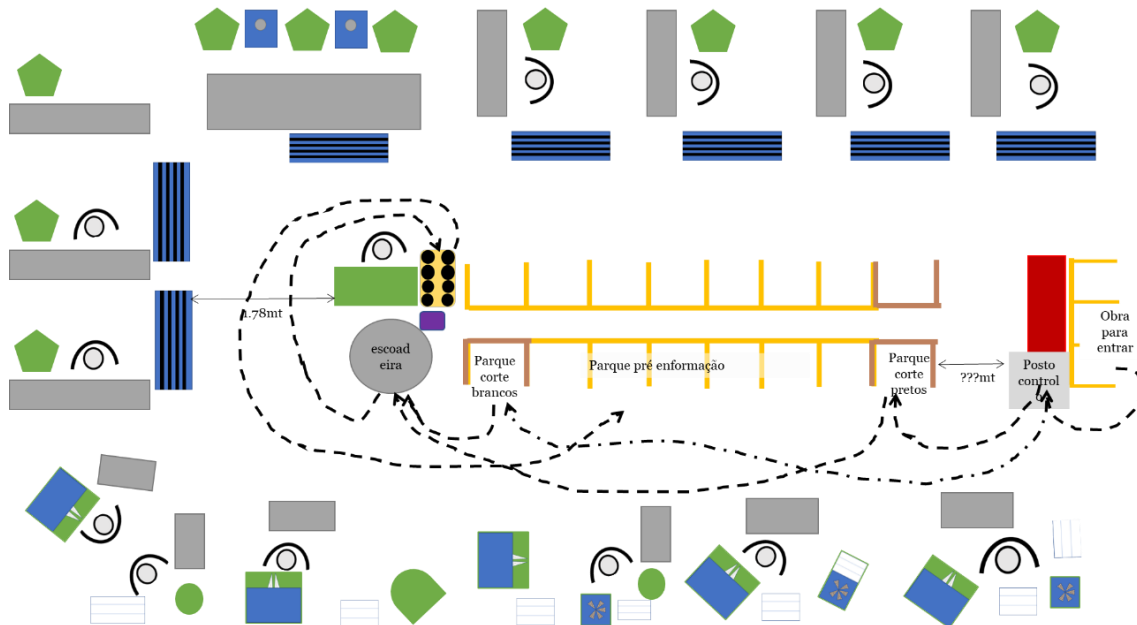 1.78mt
escoad
eira
Parque
corte
brancos
Parque pré enformação
Parque
corte
pretos
???mt
Posto
control
Obra
para
entrar